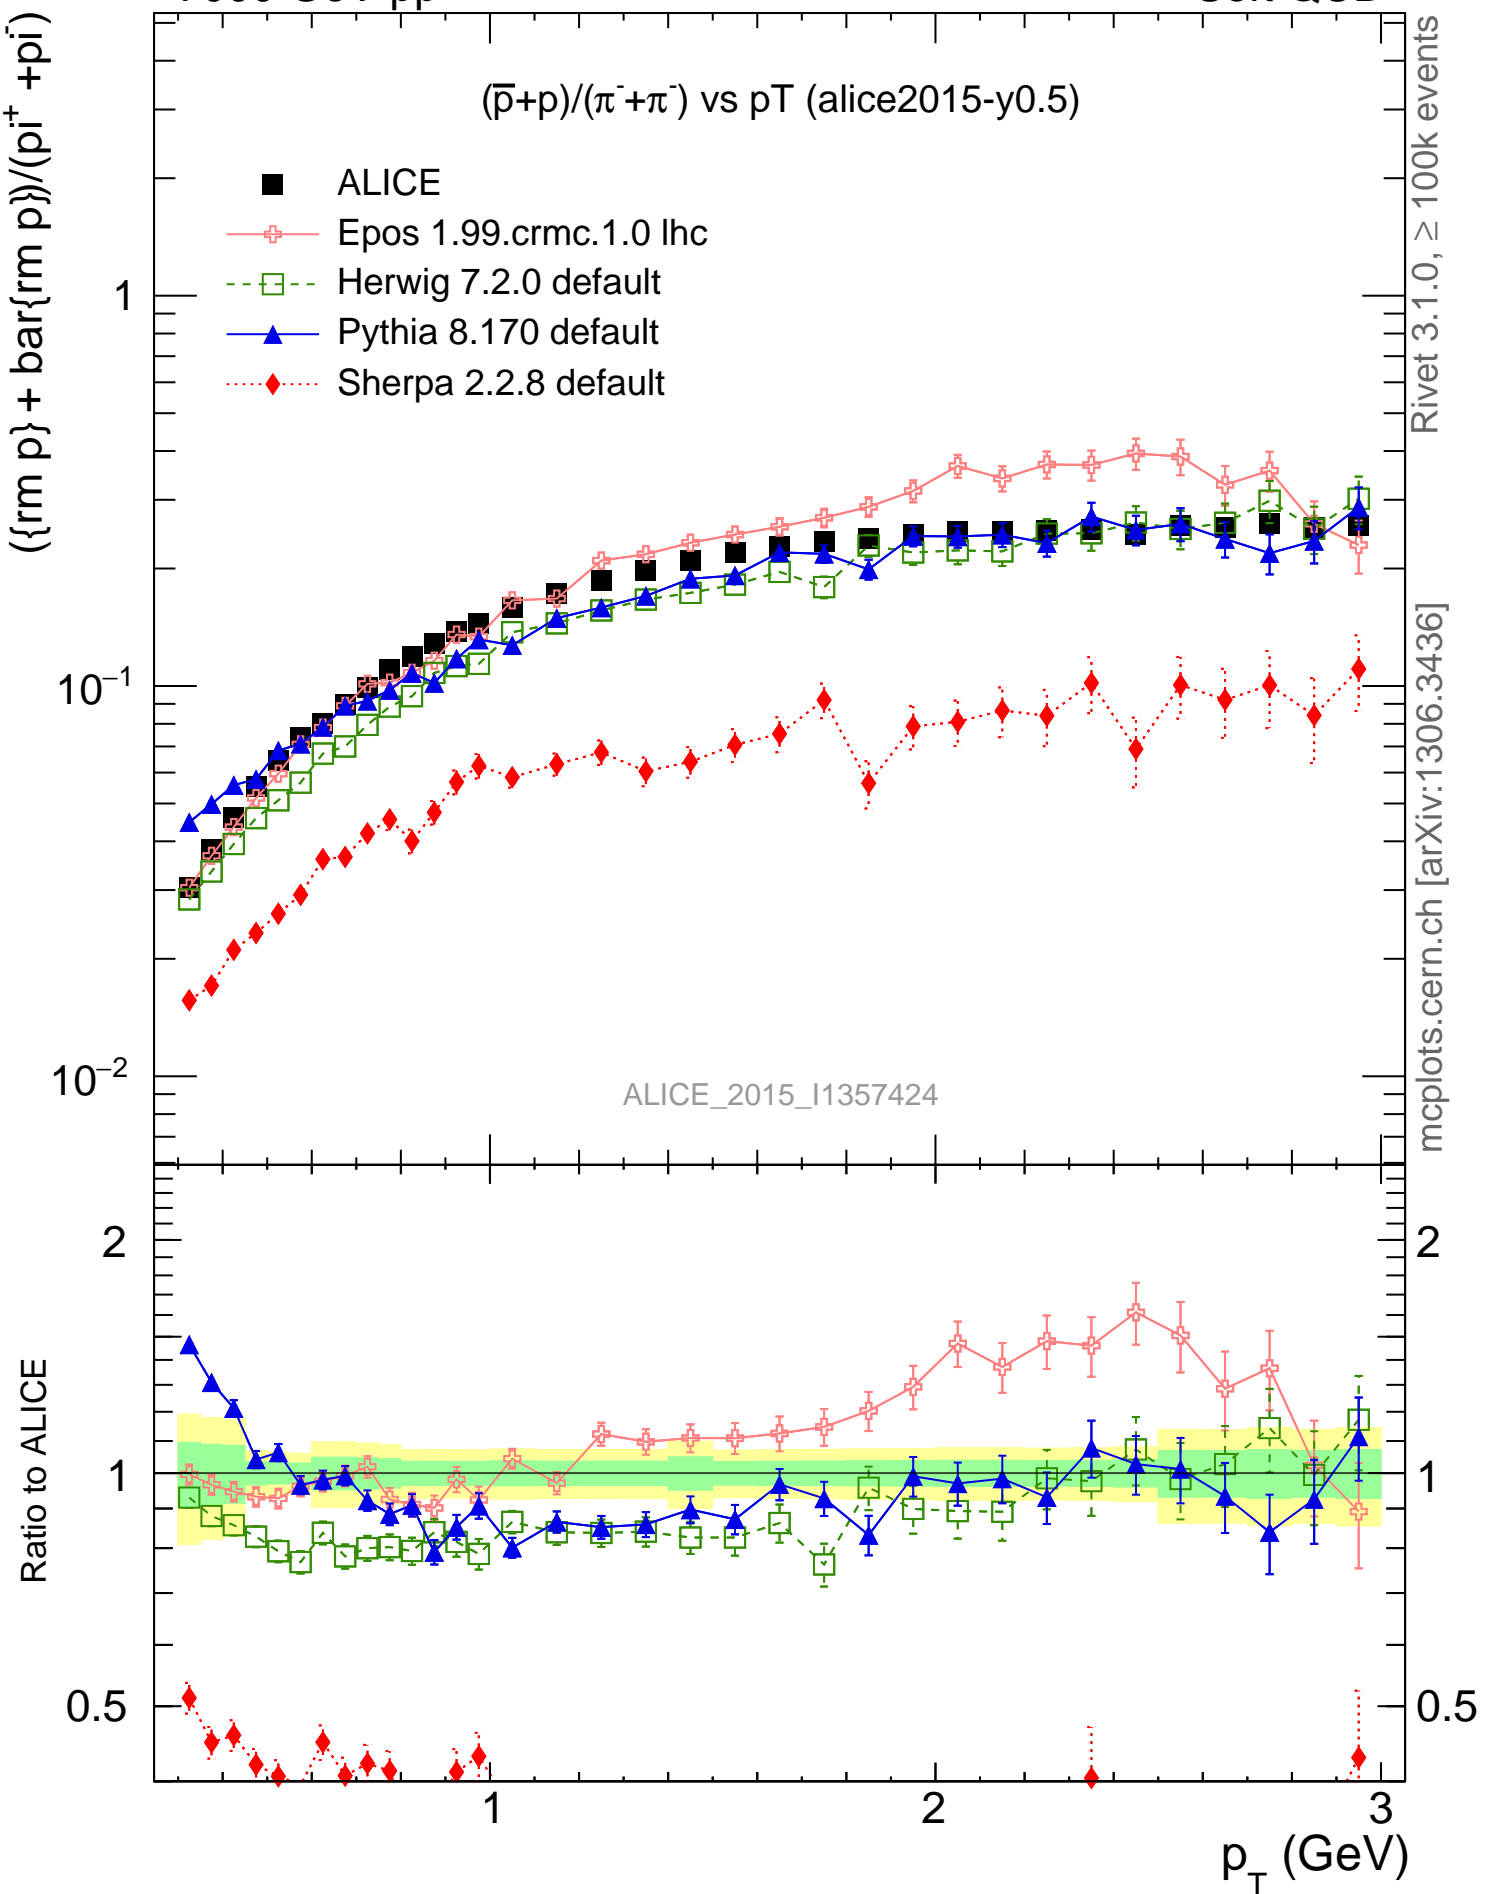 (p̅+p)/(π⁻+π⁻) vs pT (alice2015-y0.5)
ALICE
Epos 1.99.crmc.1.0 lhc
Herwig 7.2.0 default
Pythia 8.170 default
Sherpa 2.2.8 default
({rm p} + bar{rm p})/(pi⁺ +pi⁻)
1
10⁻¹
10⁻²
ALICE_2015_I1357424
Rivet 3.1.0, ≥ 100k events
mcplots.cern.ch [arXiv:1306.3436]
Ratio to ALICE
2
1
0.5
2
1
0.5
1
2
3
p_T (GeV)